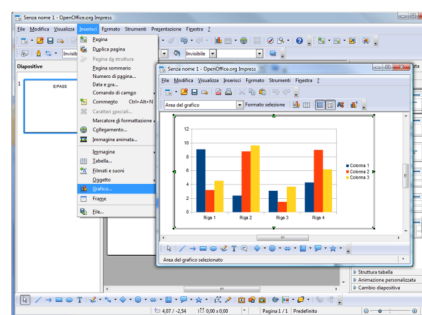 Senza nome 1 - OpenOffice.org Impress
File Modifica Visualizza Inserisci Formato Strumenti Presentazione Finestra ?
Invisibile
Diapositive
1
Pagina
Duplica pagina
Pagina da struttura
Pagina sommario
Numero di pagina...
Data e ora...
Comando di campo
Commento Ctrl+Alt+N
Caratteri speciali...
Marcatore di formattazione
Collegamento...
Immagine animata...
Immagine
Tabella...
Filmati e suoni
Oggetto
Grafico...
Frame
File...
Senza nome 1 - OpenOffice.org Impress
File Modifica Visualizza Inserisci Formato Strumenti Finestra ?
Area del grafico
Formato selezione
12
10
8
6
4
2
0
Riga 1 Riga 2 Riga 3 Riga 4
Colonna 1
Colonna 2
Colonna 3
Area del grafico selezionato
Struttura tabella
Animazione personalizzata
Cambio diapositiva
4,87 / -2,54 0,00 x 0,00 Pagina 1 / 1 Predefinito